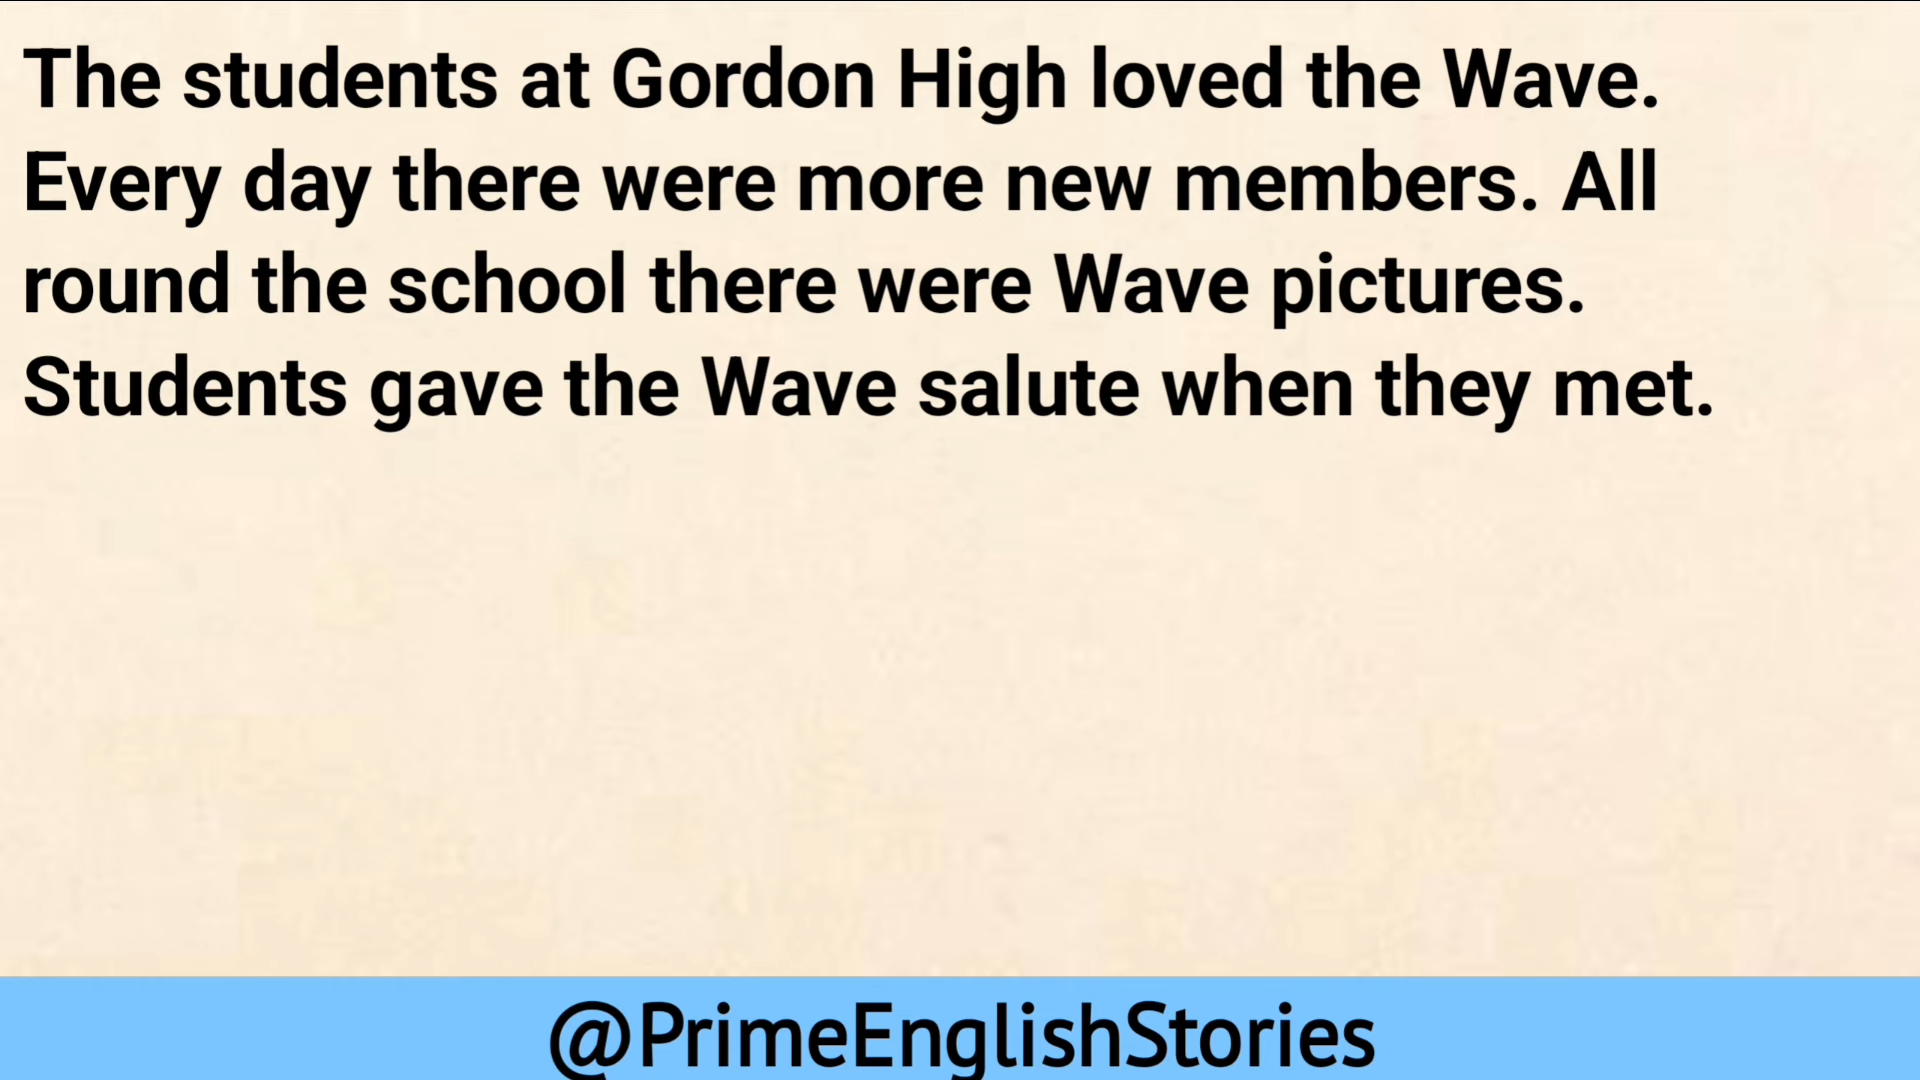 The students at Gordon High loved the Wave.
Every day there were more new members. All
round the school there were Wave pictures.
Students gave the Wave salute when they met.
@PrimeEnglishStories